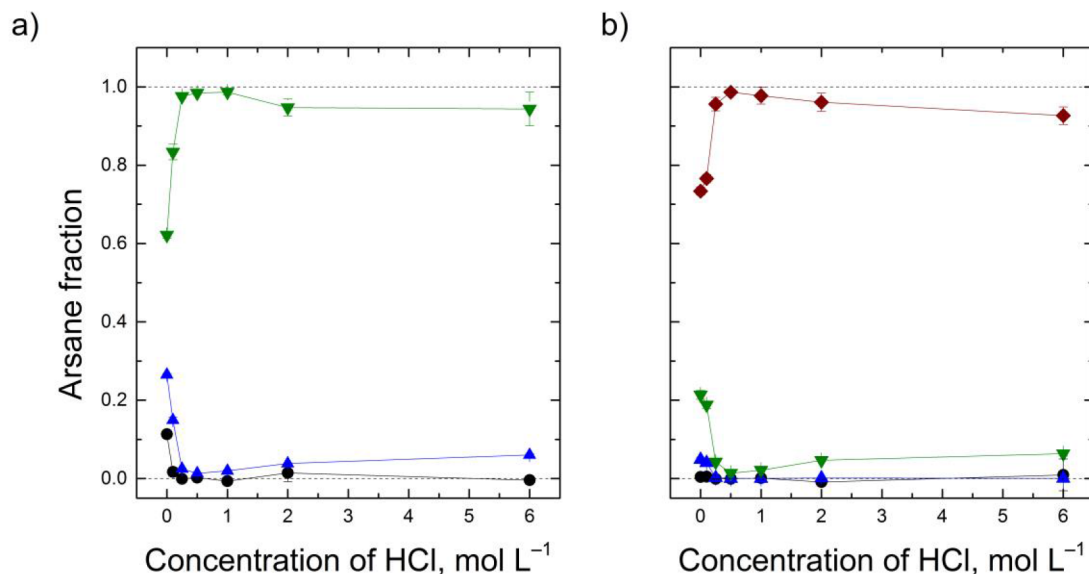 a)
Arsane fraction
1.0
0.8
0.6
0.4
0.2
0.0
0 1 2 3 4 5 6
Concentration of HCl, mol L⁻¹
b)
0 1 2 3 4 5 6
Concentration of HCl, mol L⁻¹